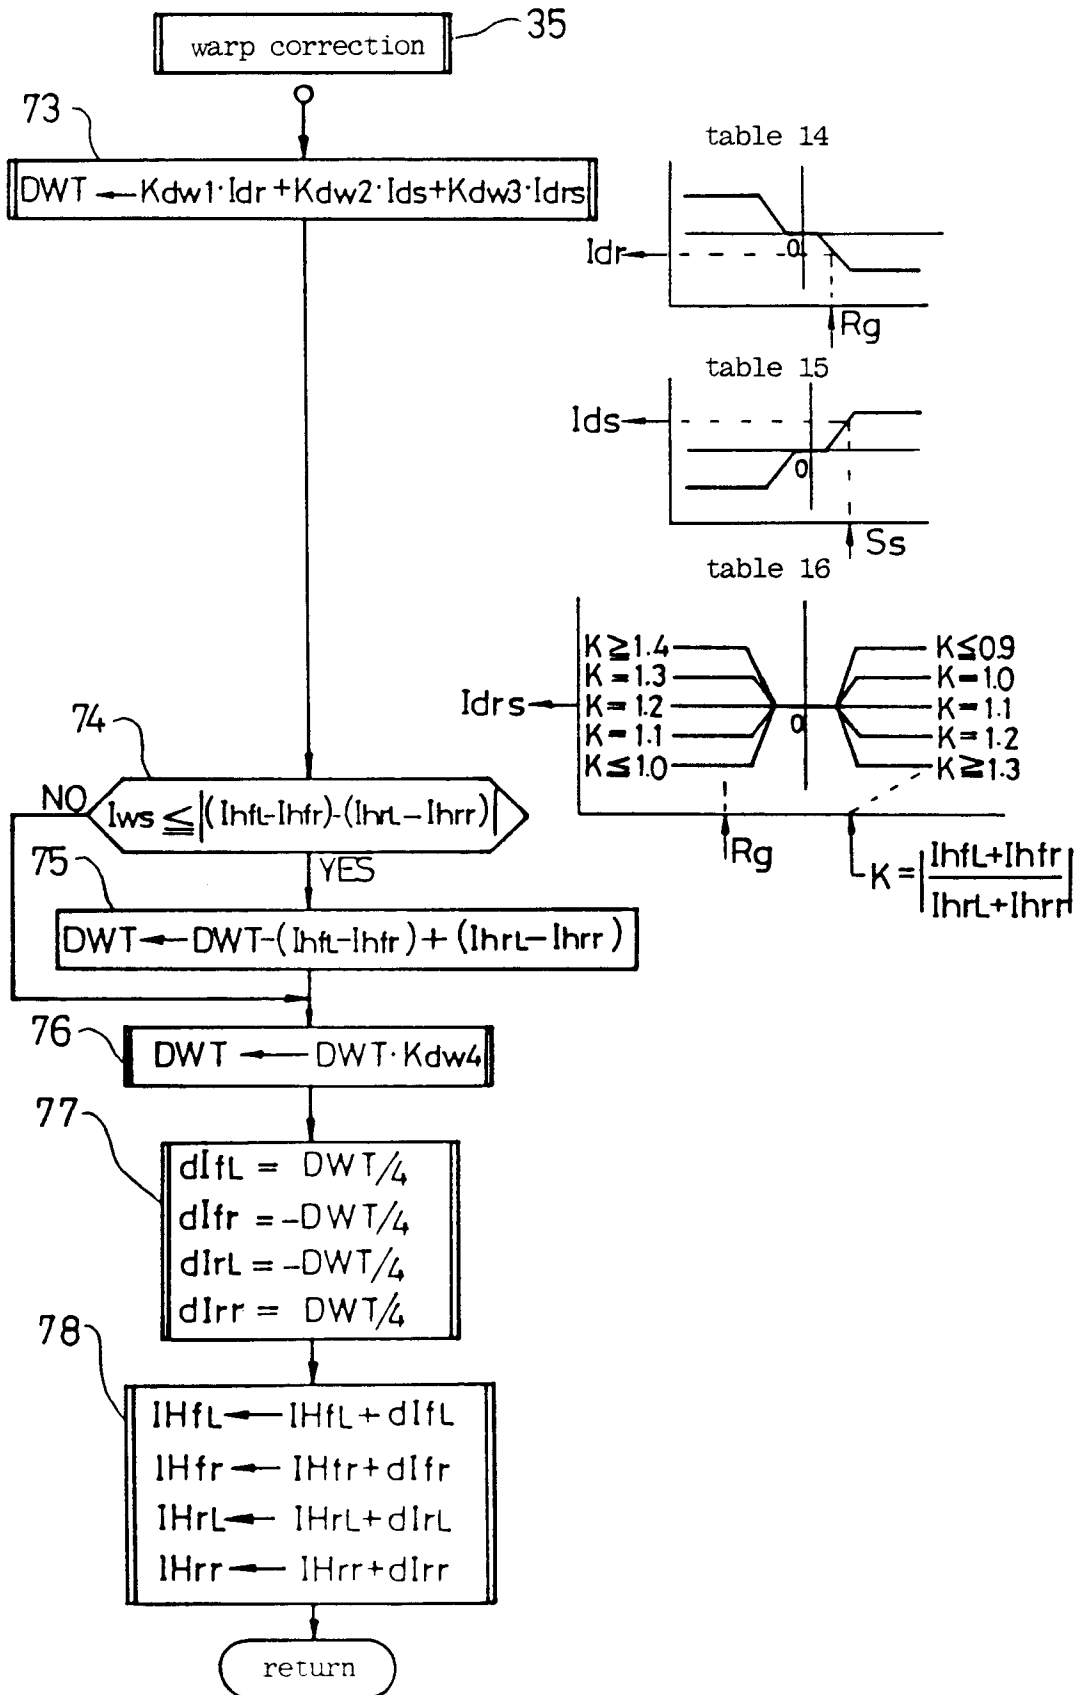 warp correction
35
73
DWT ← Kdw1·Idr+Kdw2·Ids+Kdw3·Idrs
table 14
Idr
0
Rg
table 15
Ids
0
Ss
table 16
K≧1.4
K=1.3
K=1.2
K=1.1
K≦1.0
Idrs
0
K≦0.9
K=1.0
K=1.1
K=1.2
K≧1.3
Rg
K=|IhfL+Ihfr
IhrL+Ihrr|
74
NO
Iws≦|(IhfL-Ihfr)-(IhrL-Ihrr)|
YES
75
DWT←DWT-(IhfL-Ihfr)+(IhrL-Ihrr)
76
DWT ← DWT·Kdw4
77
dIfL = DWT/4
dIfr = -DWT/4
dIrL = -DWT/4
dIrr = DWT/4
78
IHfL← IHfL+dIfL
IHfr← IHfr+dIfr
IHrL← IHrL+dIrL
IHrr← IHrr+dIrr
return